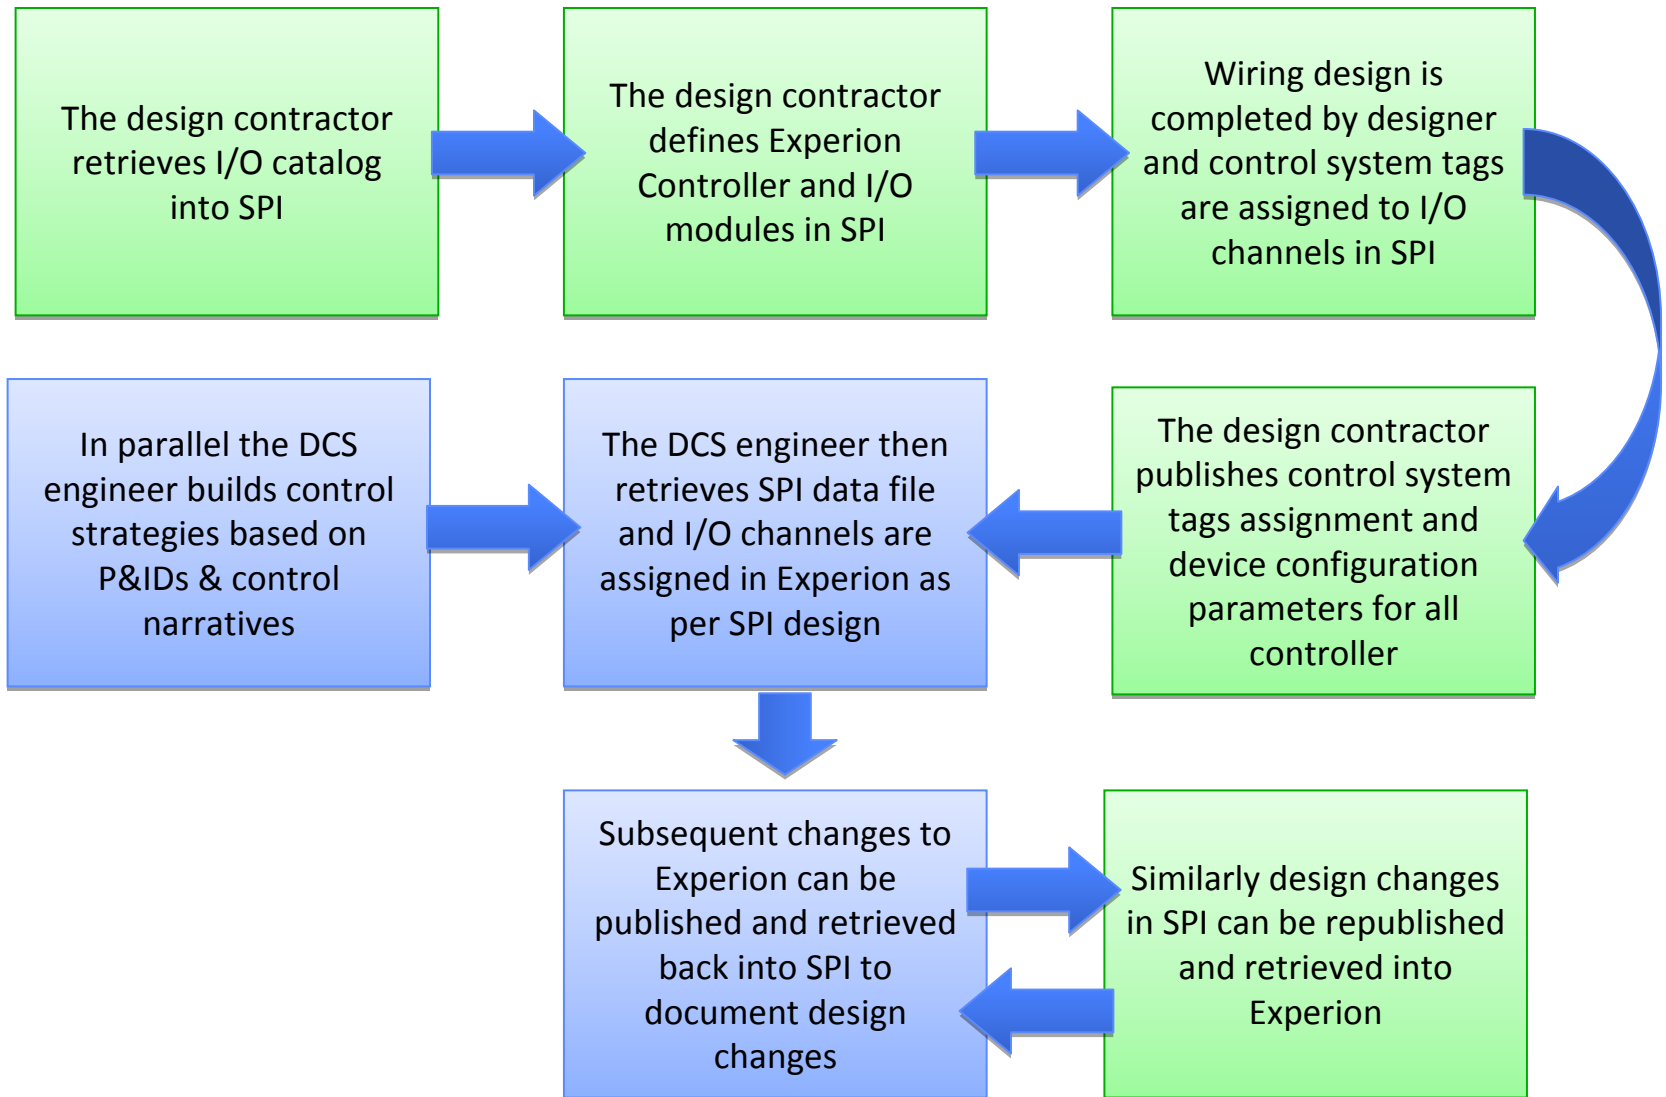 The design contractor
retrieves I/O catalog
into SPI
The design contractor
defines Experion
Controller and I/O
modules in SPI
Wiring design is
completed by designer
and control system tags
are assigned to I/O
channels in SPI
In parallel the DCS
engineer builds control
strategies based on
P&IDs & control
narratives
The DCS engineer then
retrieves SPI data file
and I/O channels are
assigned in Experion as
per SPI design
The design contractor
publishes control system
tags assignment and
device configuration
parameters for all
controller
Subsequent changes to
Experion can be
published and retrieved
back into SPI to
document design
changes
Similarly design changes
in SPI can be republished
and retrieved into
Experion